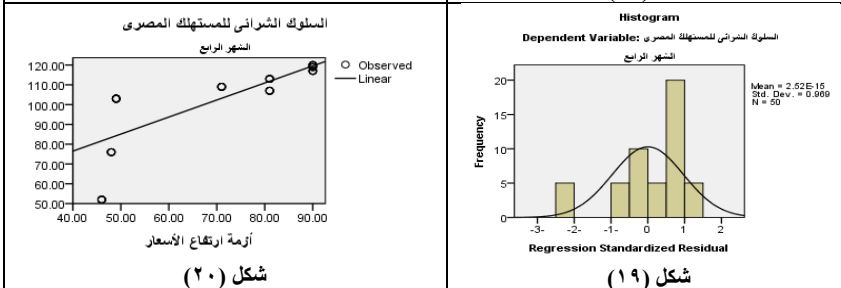 السلوك الشرائى للمستهلك المصرى
الشهر الرابع
120.00
110.00
100.00
90.00
80.00
70.00
60.00
50.00
40.00 50.00 60.00 70.00 80.00 90.00
Observed
Linear
أزمة ارتفاع الأسعار
شكل (٢٠)
Histogram
Dependent Variable: السلوك الشرائى للمستهلك المصرى
الشهر الرابع
Mean = 2.52E-15
Std. Dev. = 0.969
N = 50
Frequency
20
15
10
5
0
-3 -2 -1 0 1 2
Regression Standardized Residual
شكل (١٩)